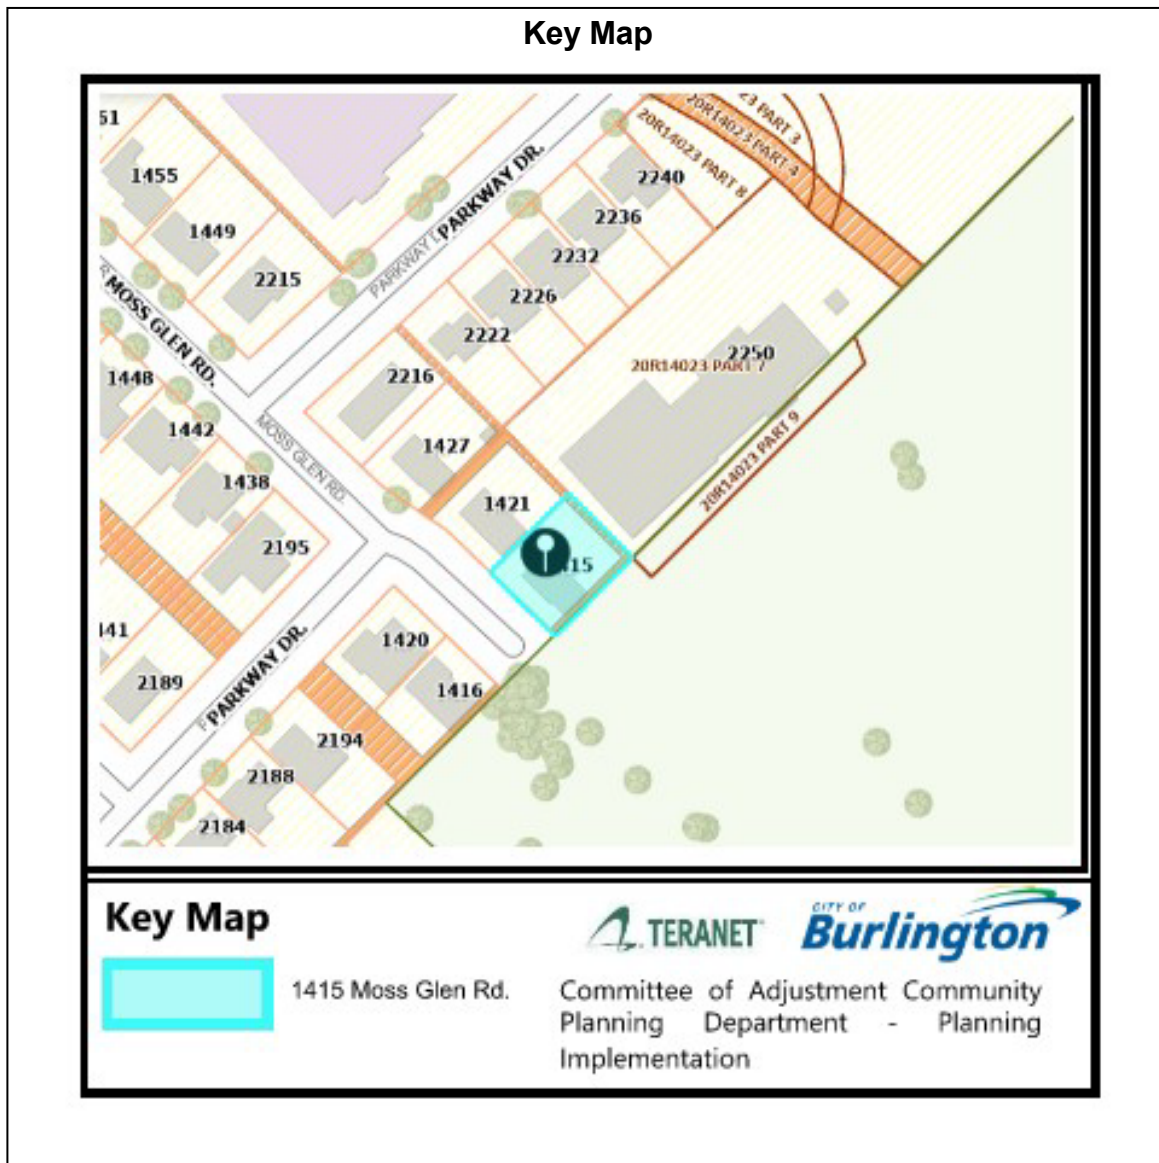 Key Map
51
1455
1449
2215
MOSS GLEN RD.
PARKWAY DR.
2240
2236
2232
2226
2222
2216
20R14023 PART 4
20R14023 PART 8
23 PART 3
2250
20R14023 PART 7
20R14023 PART 9
1448
1442
1438
2195
MOSS GLEN RD.
1427
1421
15
441
2189
PARKWAY DR.
1420
1416
2194
2188
2184
Key Map
1415 Moss Glen Rd.
TERANET
CITY OF
Burlington
Committee of Adjustment Community
Planning Department - Planning
Implementation